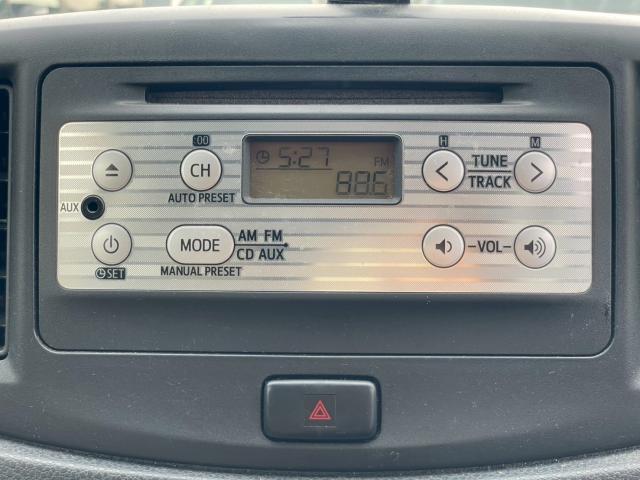 :00
CH
AUTO PRESET
5:27
FM
88.6
H
M
<
TUNE
TRACK
>
AUX
MODE
AM FM
CD AUX
MANUAL PRESET
-VOL-
SET